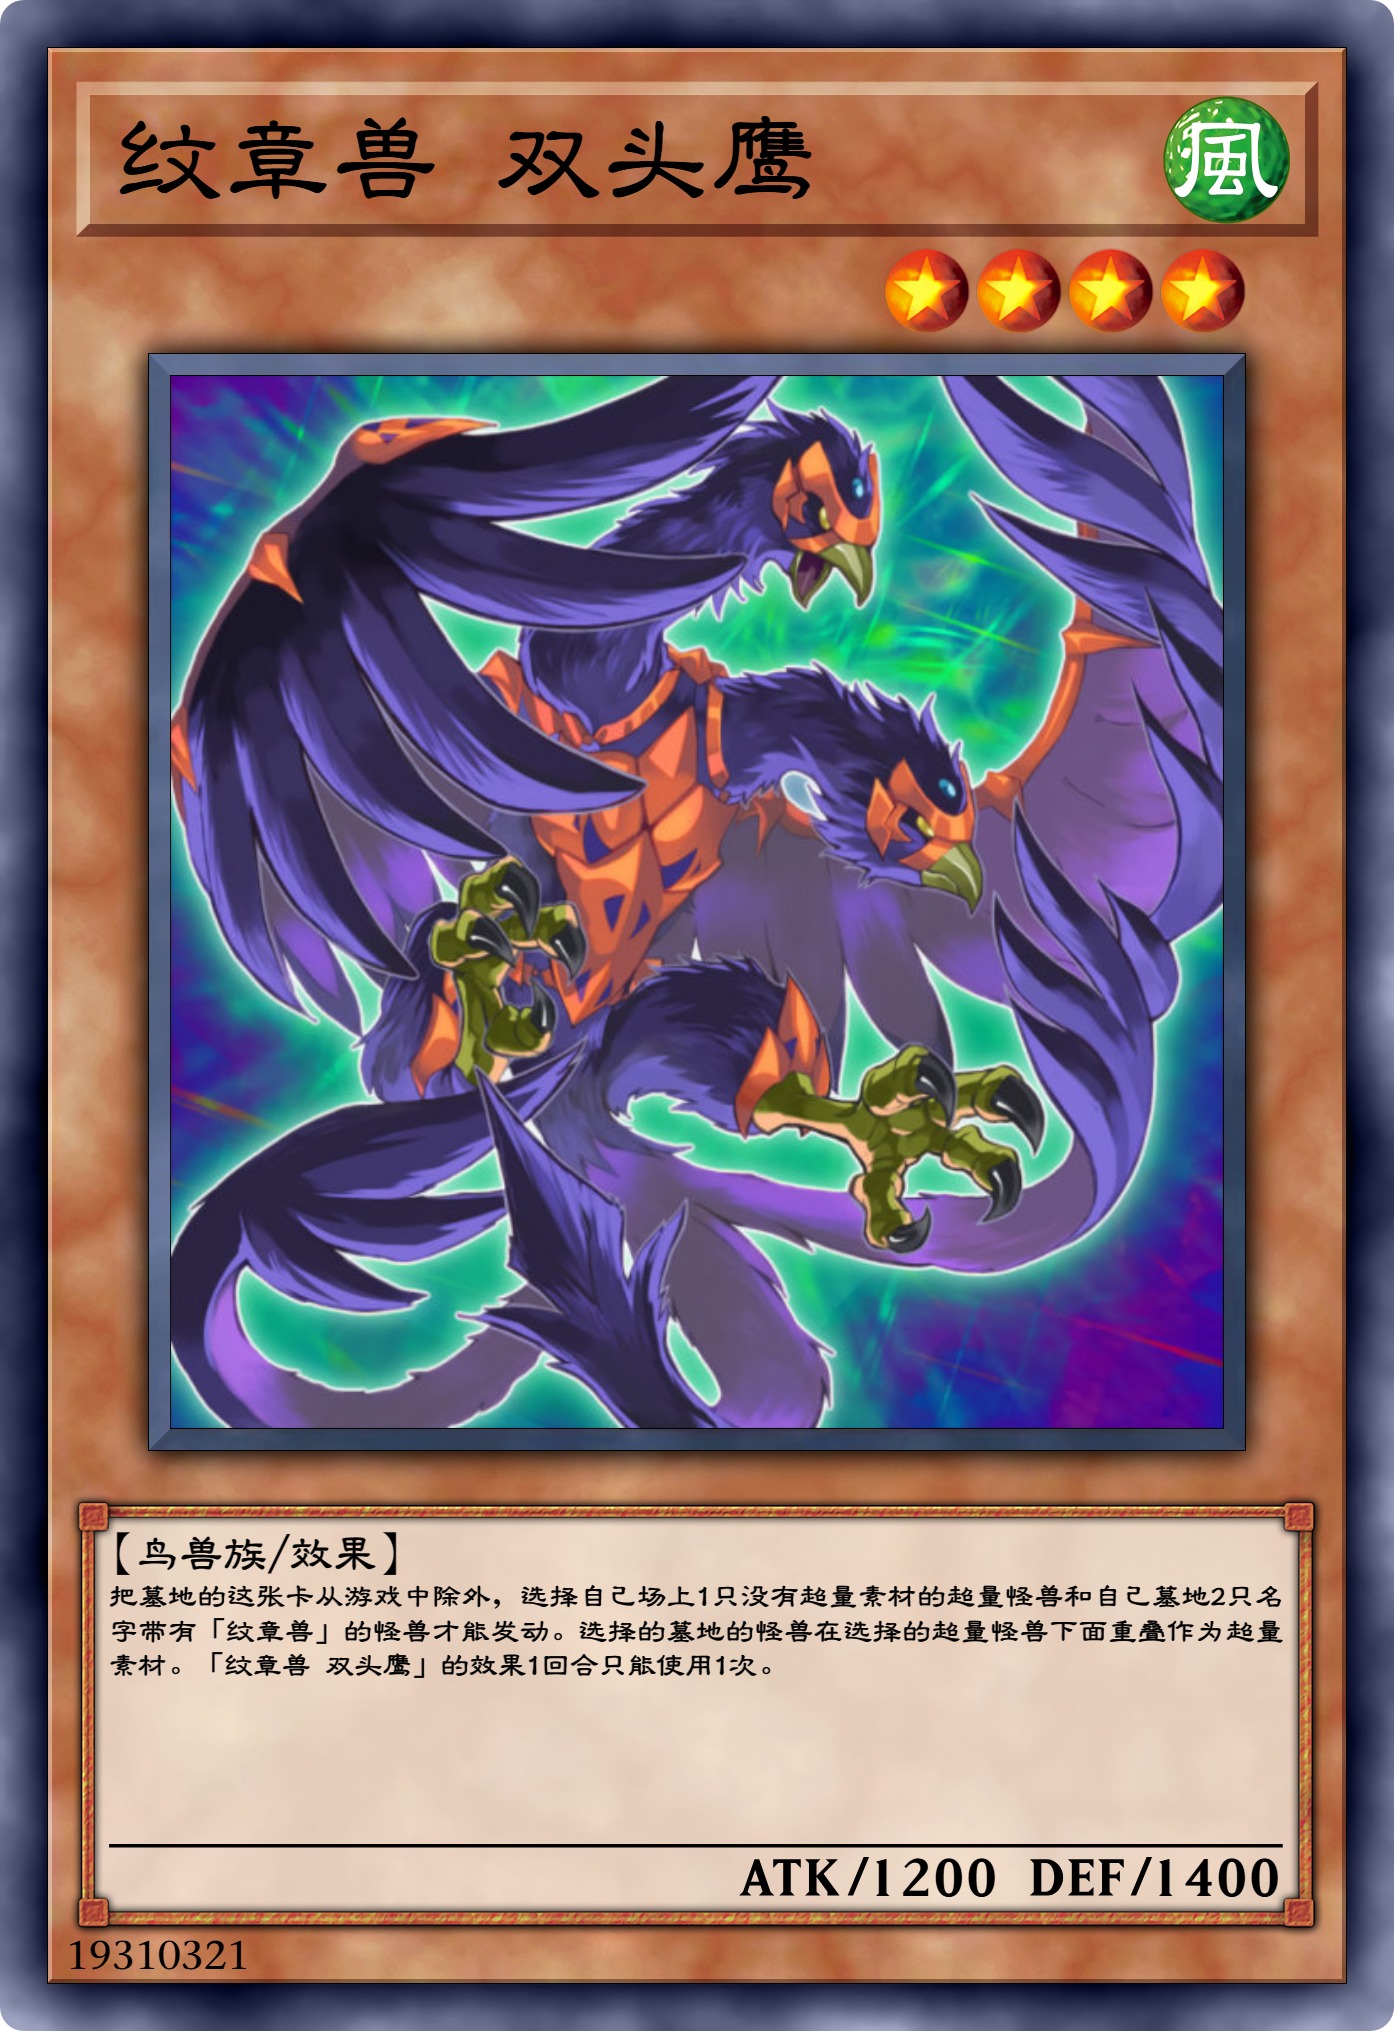 纹章兽 双头鹰
風
【鸟兽族/效果】
把墓地的这张卡从游戏中除外，选择自己场上1只没有超量素材的超量怪兽和自己墓地2只名
字带有「纹章兽」的怪兽才能发动。选择的墓地的怪兽在选择的超量怪兽下面重叠作为超量
素材。「纹章兽 双头鹰」的效果1回合只能使用1次。
ATK/1200 DEF/1400
19310321